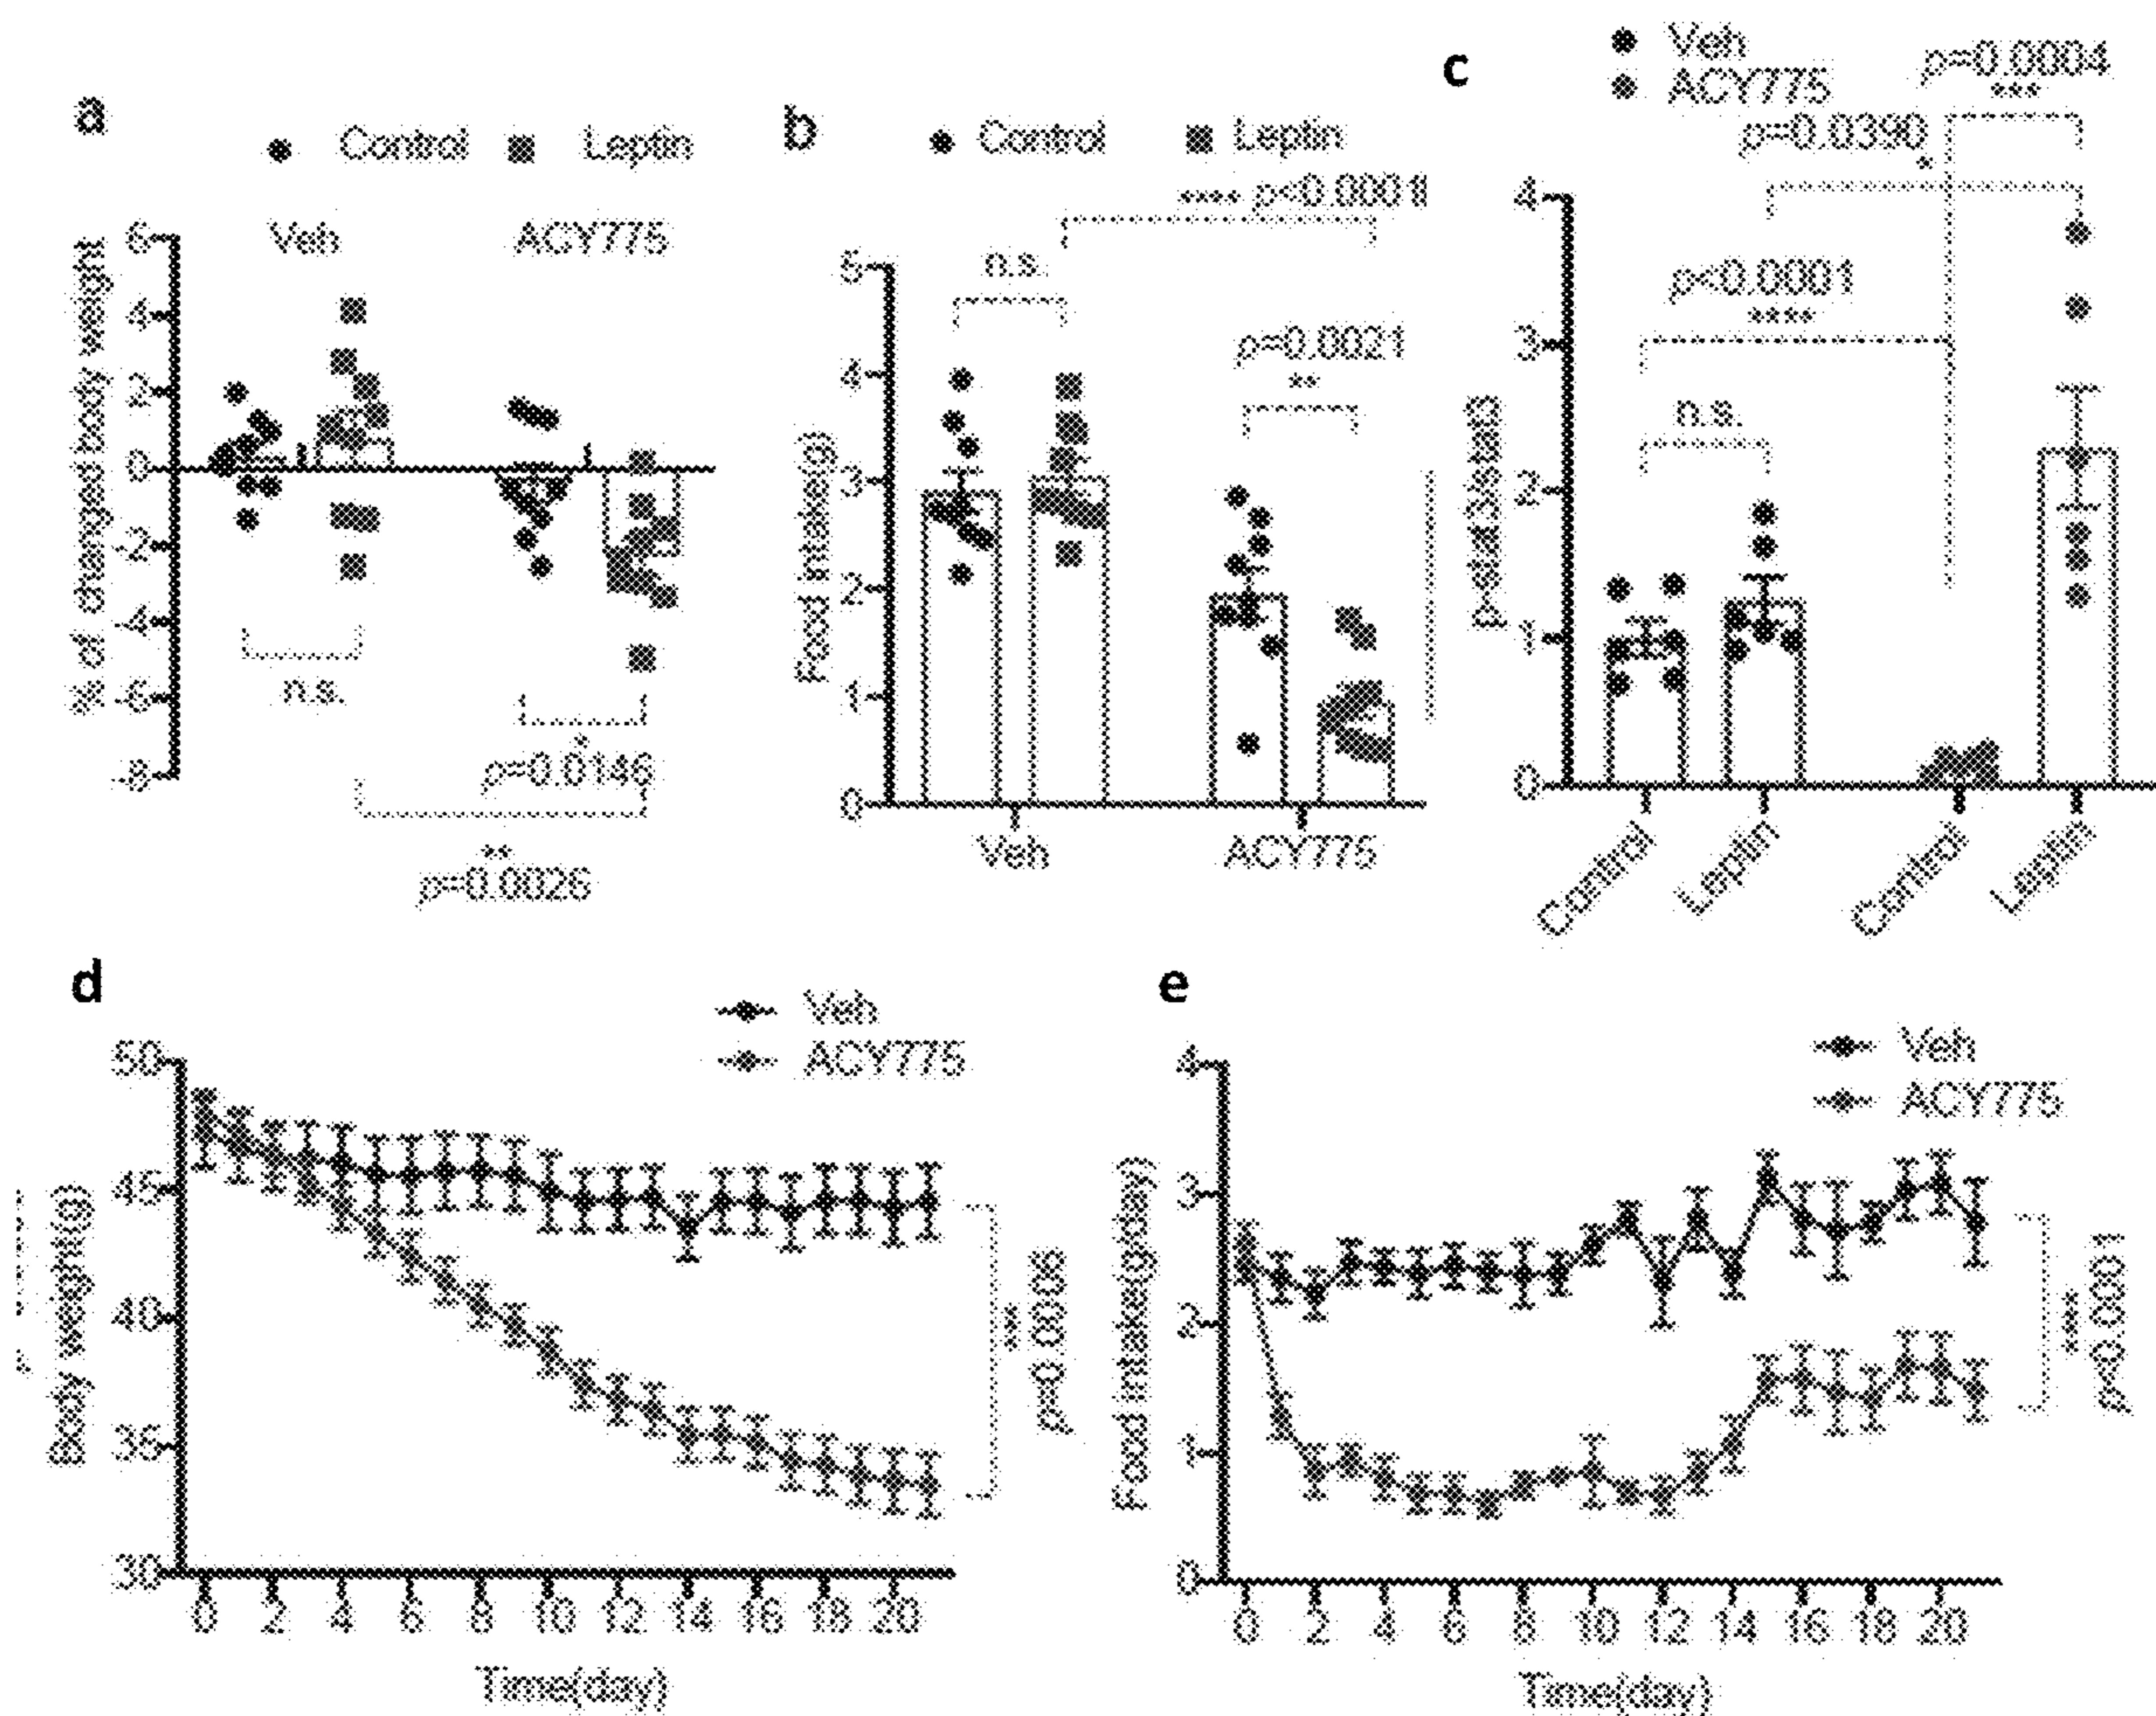 a
Control
Leptin
Veh
ACY775
% of changed body weight
6
4
2
0
-2
-4
-6
-8
n.s.
*
p=0.0146
**
p=0.0026
b
Control
Leptin
**** p<0.0001
n.s.
p=0.0021
**
Food intake(g)
5
4
3
2
1
0
Veh
ACY775
c
Veh
ACY775
p=0.0004
***
p=0.0390
*
p<0.0001
****
n.s.
p-stat3/stat3
4
3
2
1
0
Control
Leptin
Control
Leptin
d
Veh
ACY775
Body weight(g)
50
45
40
35
30
0 2 4 6 8 10 12 14 16 18 20
Time(day)
e
Veh
ACY775
Food intake(g/day)
4
3
2
1
0
0 2 4 6 8 10 12 14 16 18 20
Time(day)
****
p<0.0001